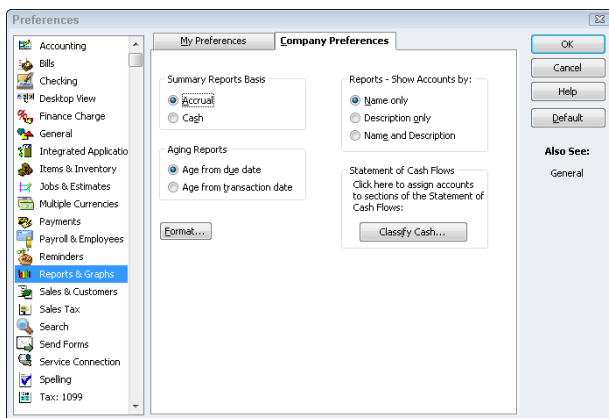 Preferences
Accounting
Bills
Checking
Desktop View
Finance Charge
General
Integrated Applicatio
Items & Inventory
Jobs & Estimates
Multiple Currencies
Payments
Payroll & Employees
Reminders
Reports & Graphs
Sales & Customers
Sales Tax
Search
Send Forms
Service Connection
Spelling
Tax: 1099
My Preferences
Company Preferences
Summary Reports Basis
Accrual
Cash
Aging Reports
Age from due date
Age from transaction date
Format...
Reports - Show Accounts by:
Name only
Description only
Name and Description
Statement of Cash Flows
Click here to assign accounts
to sections of the Statement of
Cash Flows:
Classify Cash...
OK
Cancel
Help
Default
Also See:
General